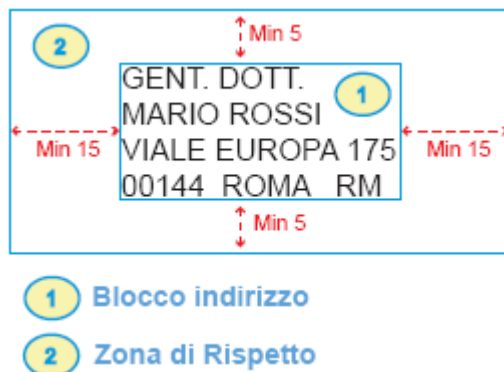 2
Min 5
GENT. DOTT.
1
MARIO ROSSI
Min 15
VIALE EUROPA 175
Min 15
00144 ROMA RM
Min 5
1 Blocco indirizzo
2 Zona di Rispetto